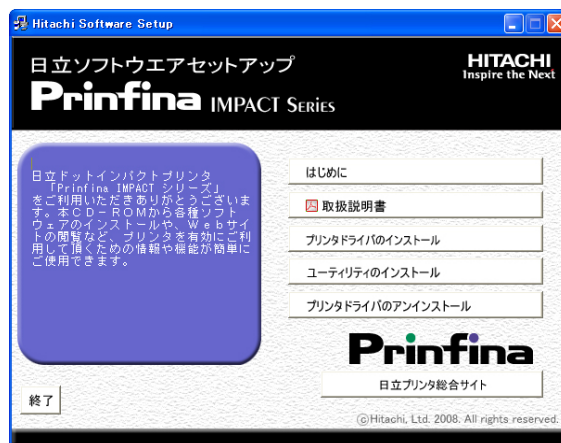 Hitachi Software Setup
日立ソフトウエアセットアップ
Prinfina IMPACT SERIES
HITACHI
Inspire the Next
日立ドットインパクトプリンタ
「Prinfina IMPACT シリーズ」
をご利用いただきありがとうございま
す。本ＣＤ－ＲＯＭから各種ソフト
ウェアのインストールや、Ｗｅｂサイ
トの閲覧など、プリンタを有効にご利
用して頂くための情報や機能が簡単に
ご使用できます。
はじめに
取扱説明書
プリンタドライバのインストール
ユーティリティのインストール
プリンタドライバのアンインストール
Prinfina
日立プリンタ総合サイト
終了
©Hitachi, Ltd. 2008. All rights reserved.